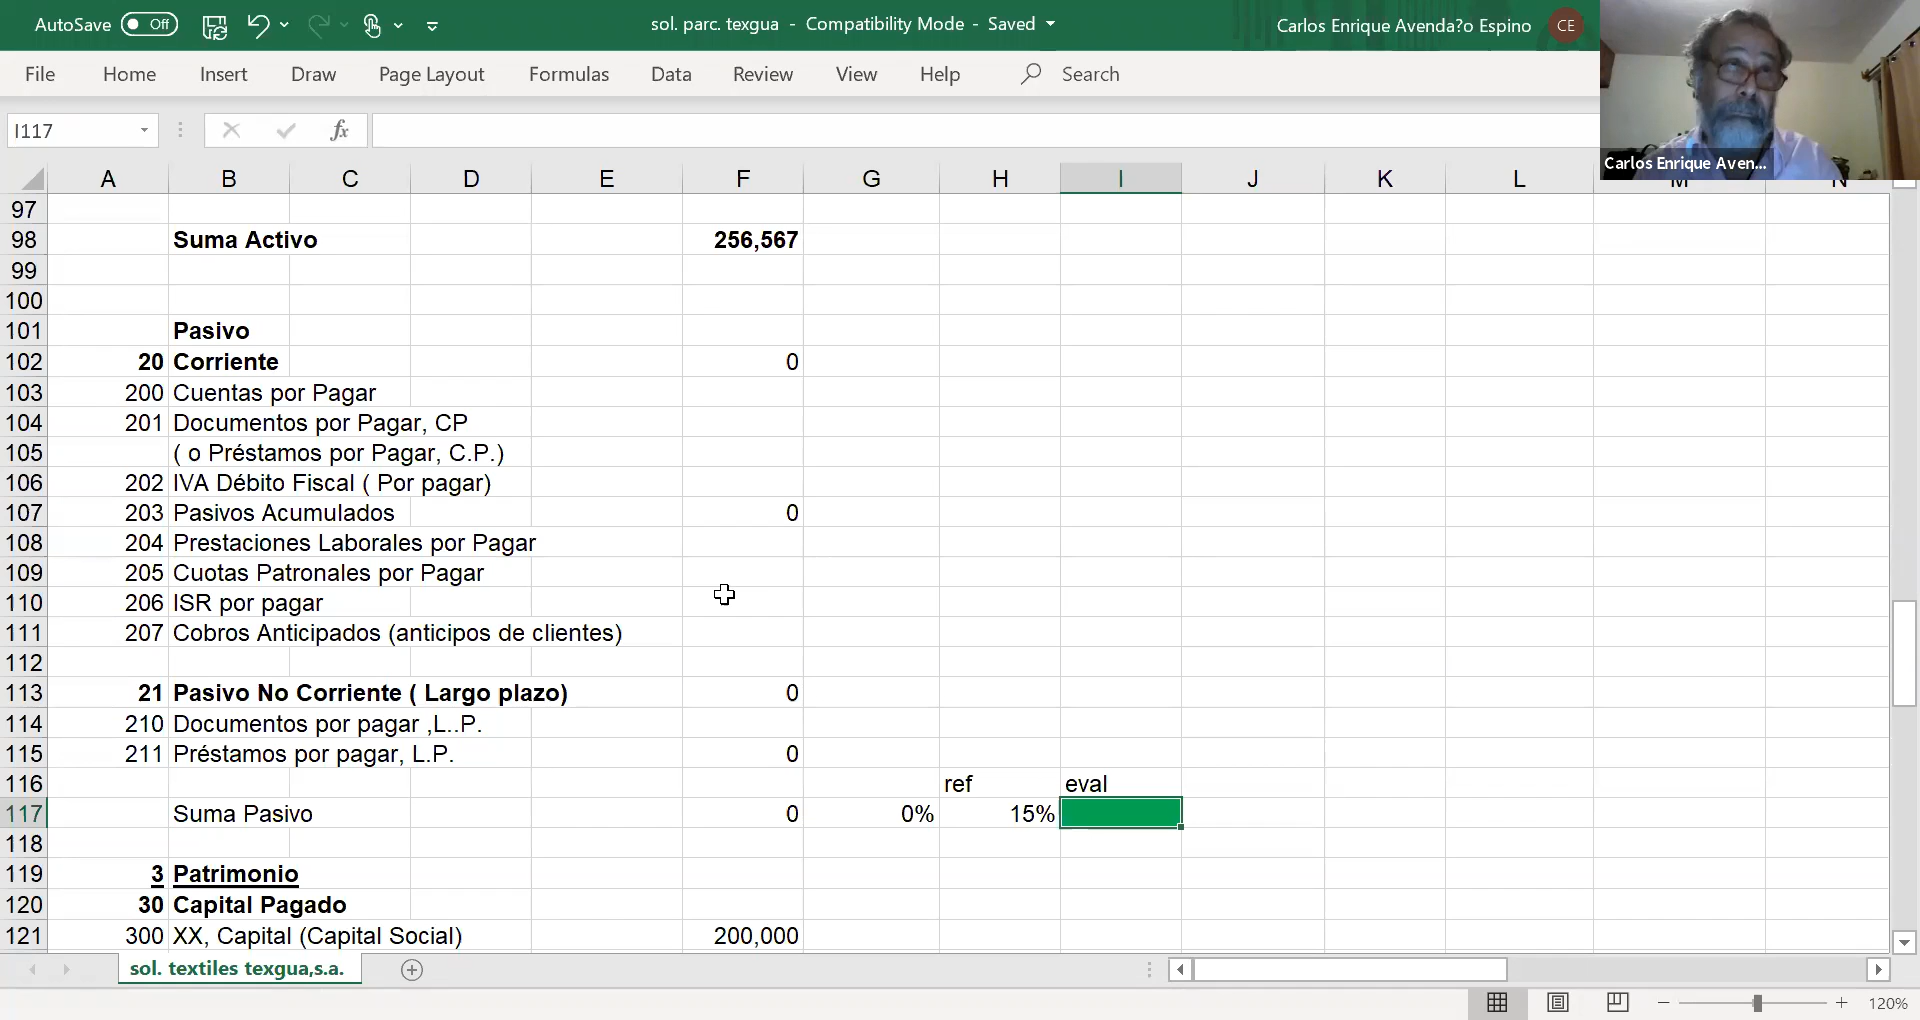 AutoSave Off
sol. parc. texgua - Compatibility Mode - Saved
Carlos Enrique Avenda?o Espino CE
File Home Insert Draw Page Layout Formulas Data Review View Help Search
Carlos Enrique Aven...
I117 fx
A B C D E F G H I J K L M N
97
98 Suma Activo 256,567
99
100
101 Pasivo
102 20 Corriente 0
103 200 Cuentas por Pagar
104 201 Documentos por Pagar, CP
105 ( o Préstamos por Pagar, C.P.)
106 202 IVA Débito Fiscal ( Por pagar)
107 203 Pasivos Acumulados 0
108 204 Prestaciones Laborales por Pagar
109 205 Cuotas Patronales por Pagar
110 206 ISR por pagar
111 207 Cobros Anticipados (anticipos de clientes)
112
113 21 Pasivo No Corriente ( Largo plazo) 0
114 210 Documentos por pagar ,L..P.
115 211 Préstamos por pagar, L.P. 0
116 ref eval
117 Suma Pasivo 0 0% 15%
118
119 3 Patrimonio
120 30 Capital Pagado
121 300 XX, Capital (Capital Social) 200,000
sol. textiles texgua,s.a.
120%